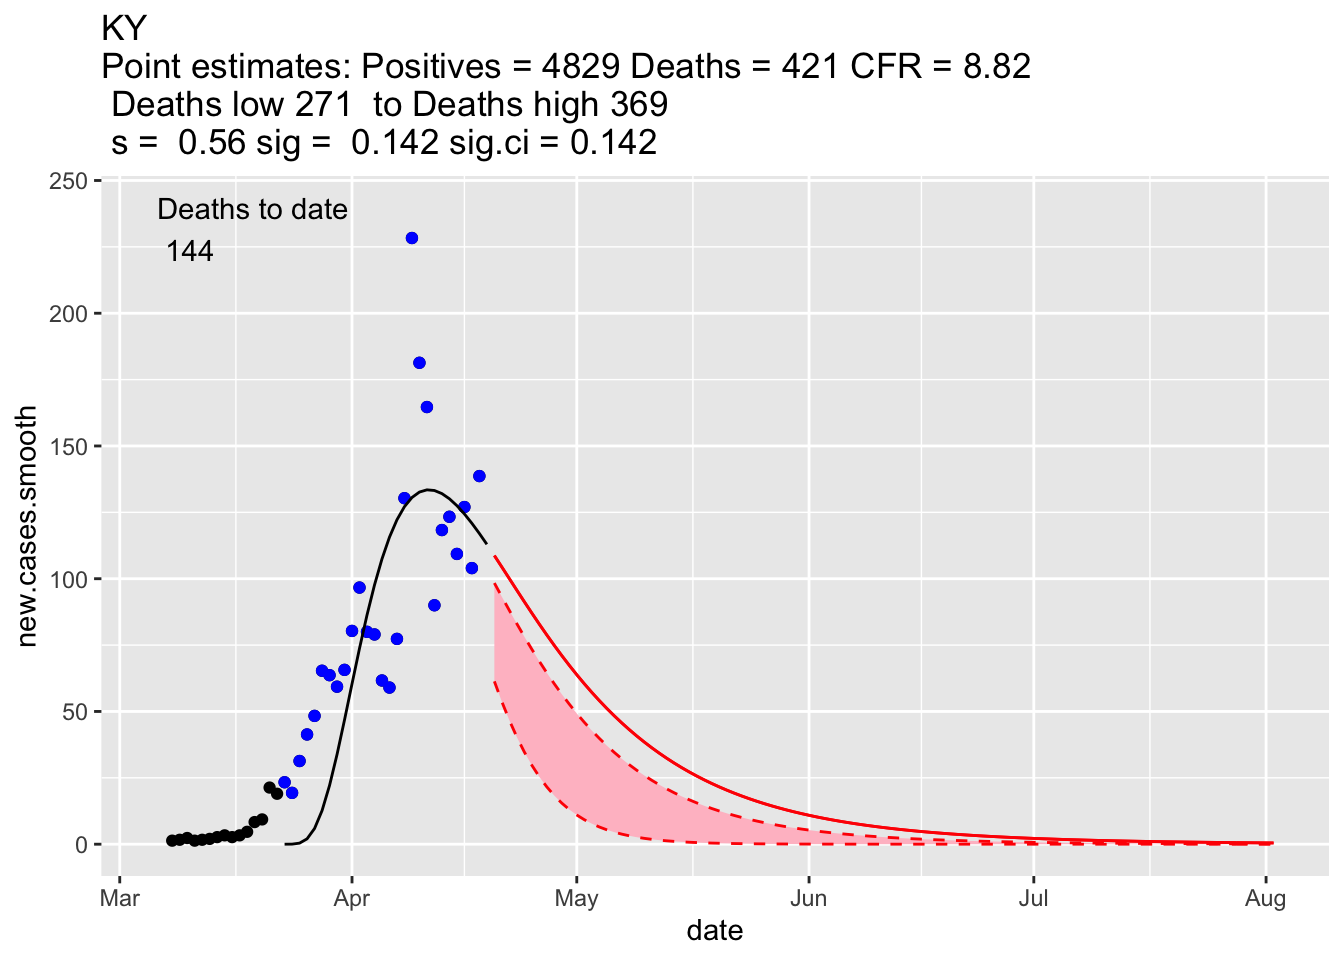 KY
Point estimates: Positives = 4829 Deaths = 421 CFR = 8.82
Deaths low 271 to Deaths high 369
s = 0.56 sig = 0.142 sig.ci = 0.142
250
Deaths to date
144
200
150
100
50
0
new.cases.smooth
Mar Apr May Jun Jul Aug
date